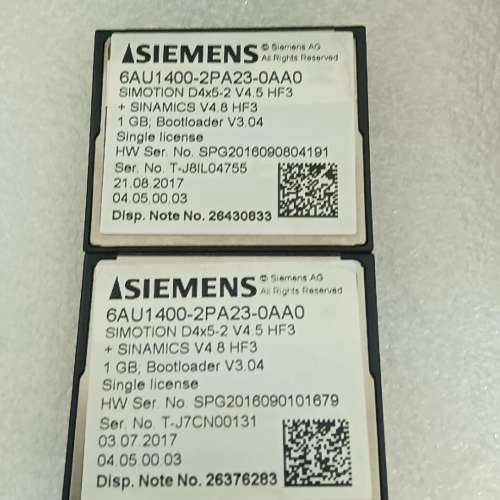 SIEMENS © Siemens AG
All Rights Reserved
6AU1400-2PA23-0AA0
SIMOTION D4x5-2 V4.5 HF3
+ SINAMICS V4.8 HF3
1 GB; Bootloader V3.04
Single license
HW Ser. No. SPG2016090804191
Ser. No. T-J8IL04755
21.08.2017
04.05.00.03
Disp. Note No. 26430833
SIEMENS © Siemens AG
All Rights Reserved
6AU1400-2PA23-0AA0
SIMOTION D4x5-2 V4.5 HF3
+ SINAMICS V4.8 HF3
1 GB; Bootloader V3.04
Single license
HW Ser. No. SPG2016090101679
Ser. No. T-J7CN00131
03.07.2017
04.05.00.03
Disp. Note No. 26376283